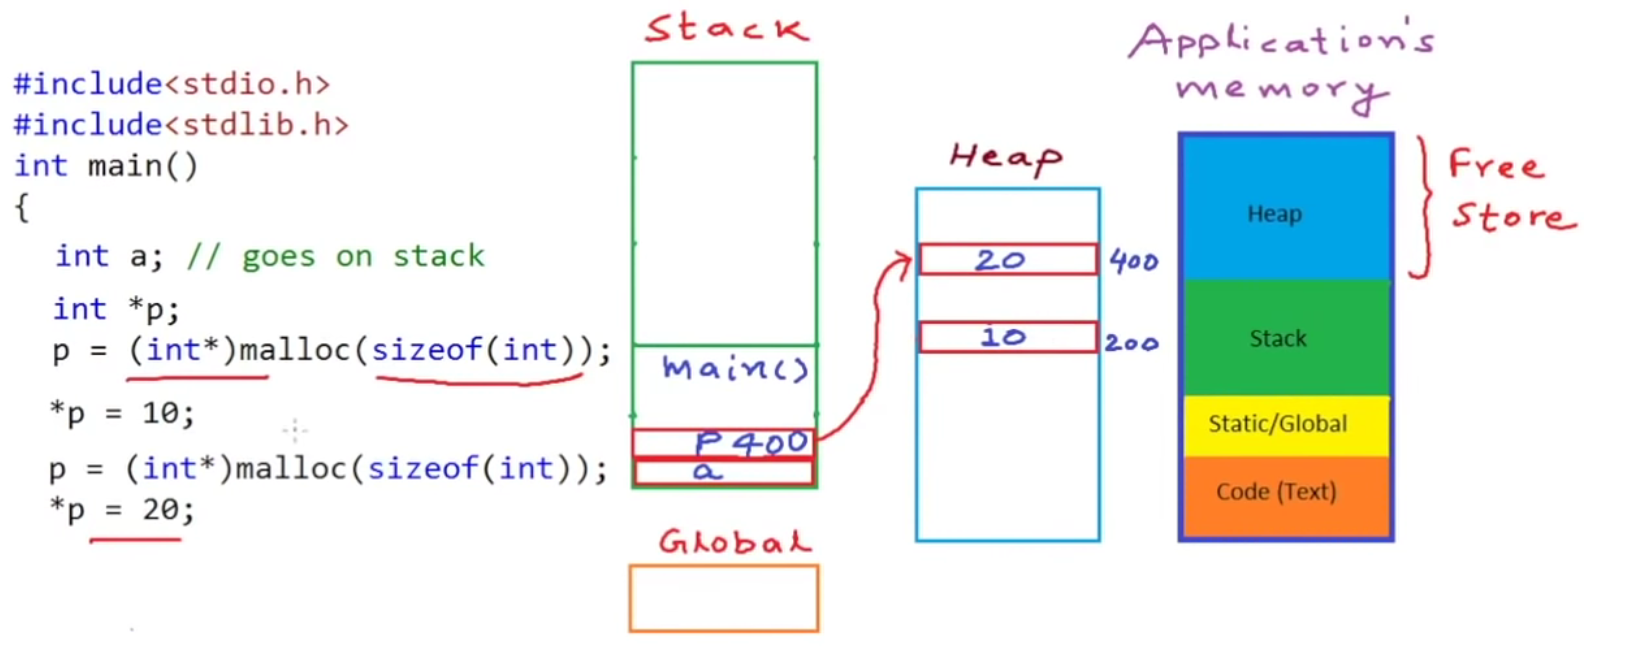 #include<stdio.h>
#include<stdlib.h>
int main()
{
int a; // goes on stack
int *p;
p = (int*)malloc(sizeof(int));
*p = 10;
p = (int*)malloc(sizeof(int));
*p = 20;
Stack
main()
P 400
a
Global
Heap
20 400
10 200
Application's
memory
Heap
Stack
Static/Global
Code (Text)
Free
Store